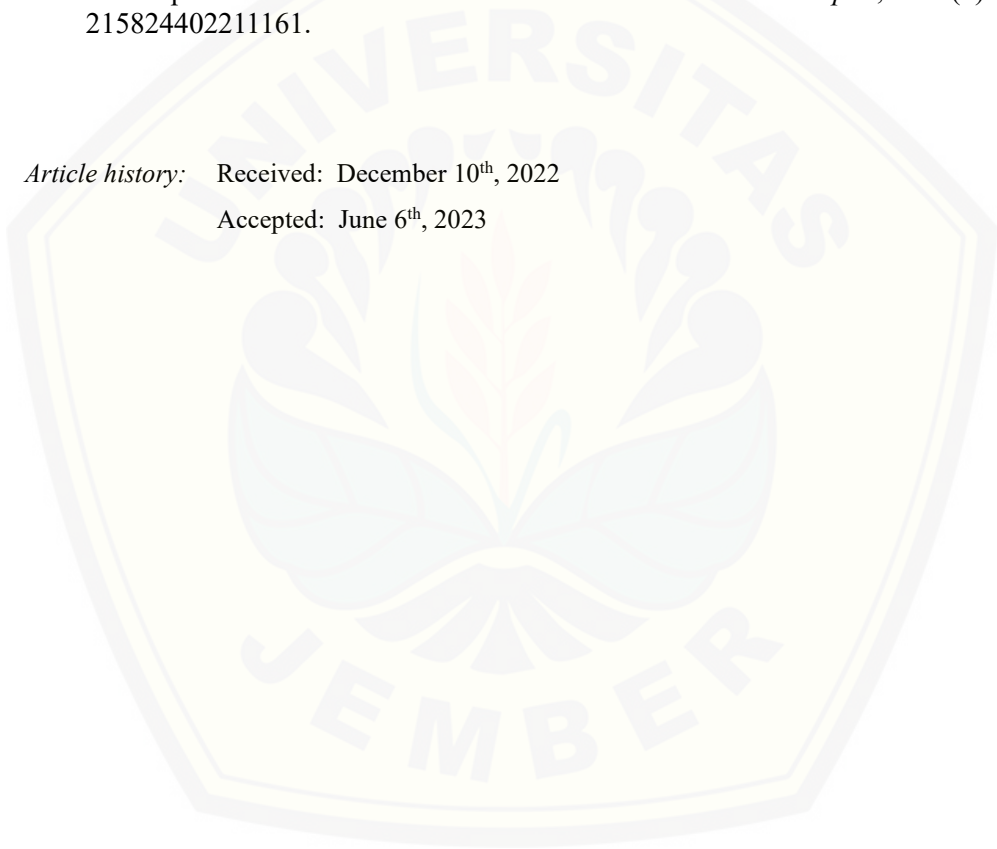 215824402211161.
Article history: Received: December 10th, 2022
Accepted: June 6th, 2023
UNIVERSITAS
JEMBER